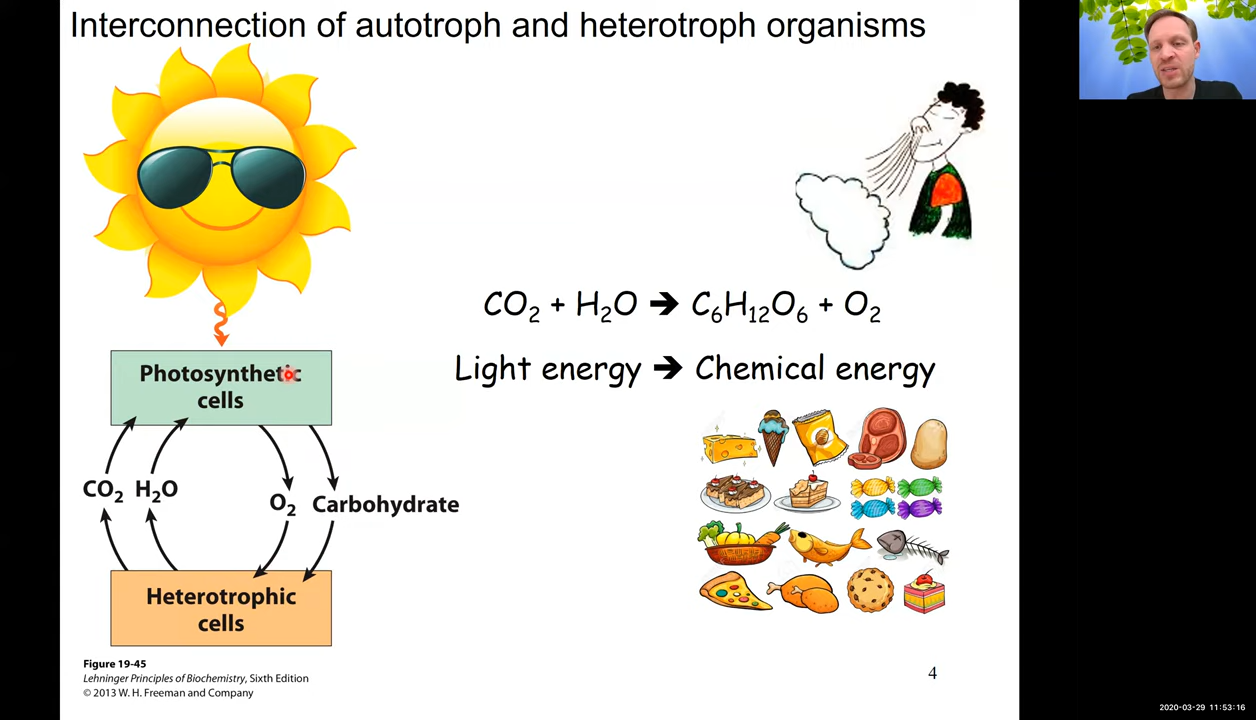 Interconnection of autotroph and heterotroph organisms
CO₂ + H₂O ➔ C₆H₁₂O₆ + O₂
Light energy ➔ Chemical energy
Photosynthetic
cells
CO₂ H₂O
O₂ Carbohydrate
Heterotrophic
cells
Figure 19-45
Lehninger Principles of Biochemistry, Sixth Edition
© 2013 W. H. Freeman and Company
4
2020-03-29 11:53:16